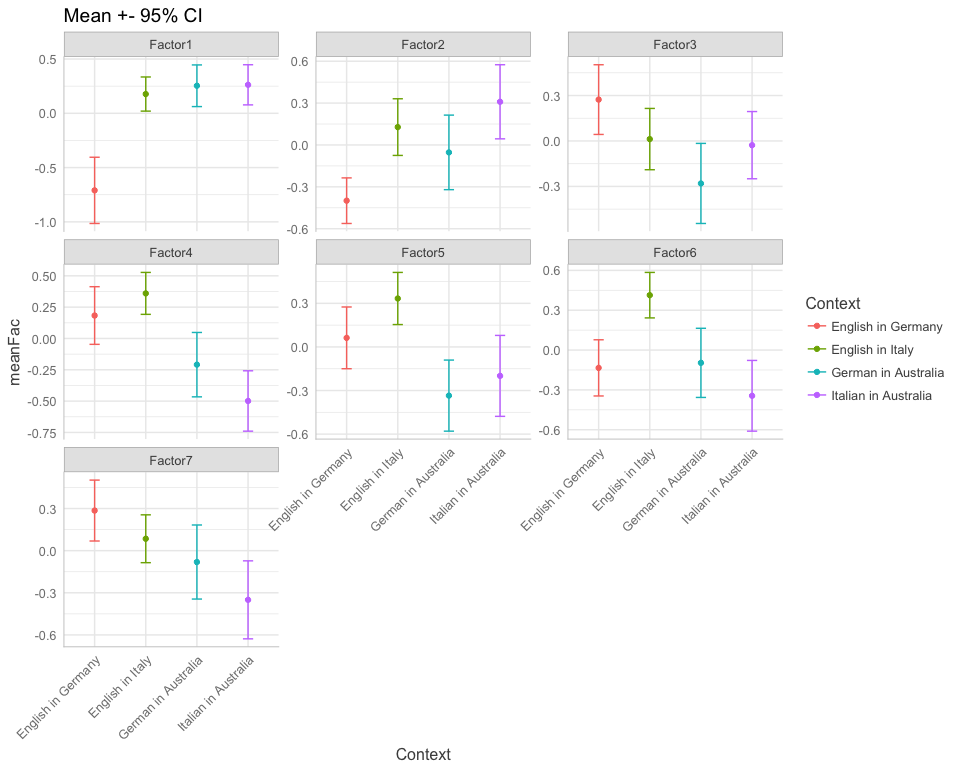 Mean +- 95% CI
Factor1
Factor2
Factor3
0.5
0.0
-0.5
-1.0
0.6
0.3
0.0
-0.3
-0.6
0.3
0.0
-0.3
Factor4
Factor5
Factor6
0.50
0.25
0.00
-0.25
-0.50
-0.75
0.3
0.0
-0.3
-0.6
0.6
0.3
0.0
-0.3
-0.6
Factor7
0.3
0.0
-0.3
-0.6
English in Germany
English in Italy
German in Australia
Italian in Australia
English in Germany
English in Italy
German in Australia
Italian in Australia
English in Germany
English in Italy
German in Australia
Italian in Australia
meanFac
Context
Context
English in Germany
English in Italy
German in Australia
Italian in Australia